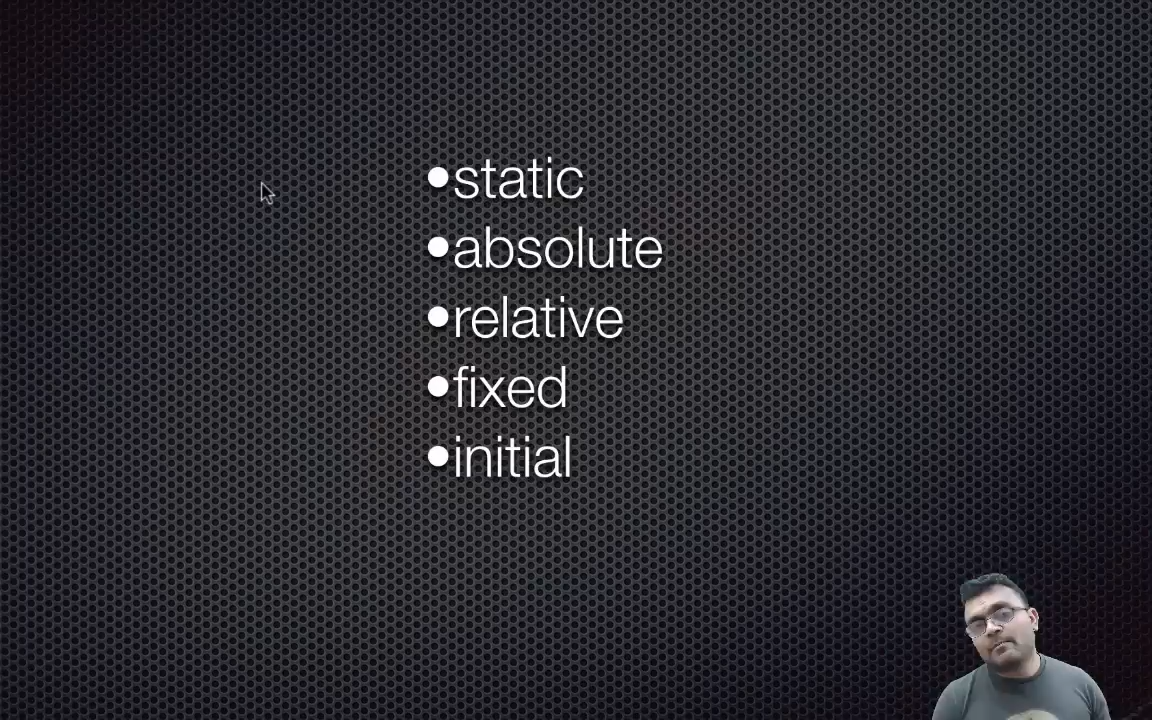 •static
•absolute
•relative
•fixed
•initial